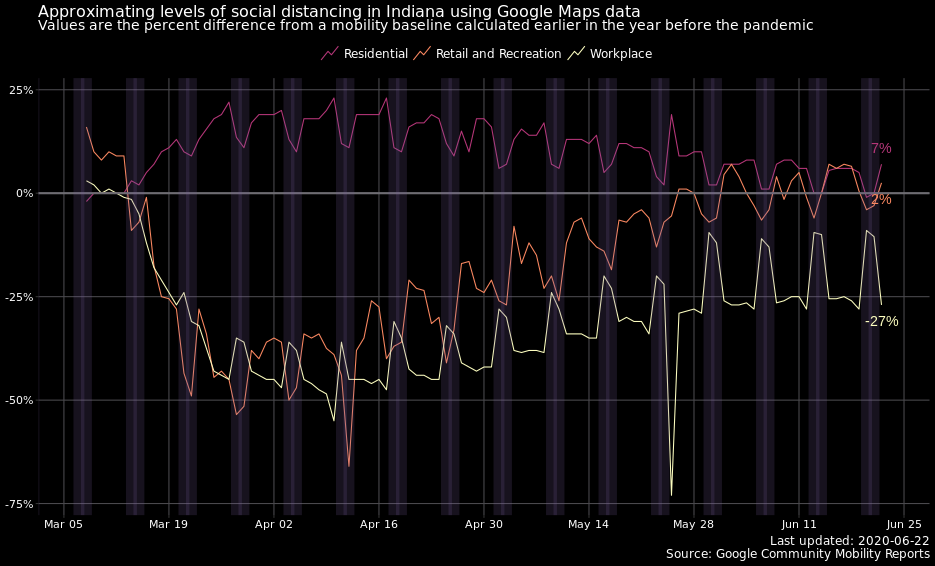 Approximating levels of social distancing in Indiana using Google Maps data
Values are the percent difference from a mobility baseline calculated earlier in the year before the pandemic
Residential Retail and Recreation Workplace
25%
0%
-25%
-50%
-75%
7%
2%
-27%
Mar 05 Mar 19 Apr 02 Apr 16 Apr 30 May 14 May 28 Jun 11 Jun 25
Last updated: 2020-06-22
Source: Google Community Mobility Reports